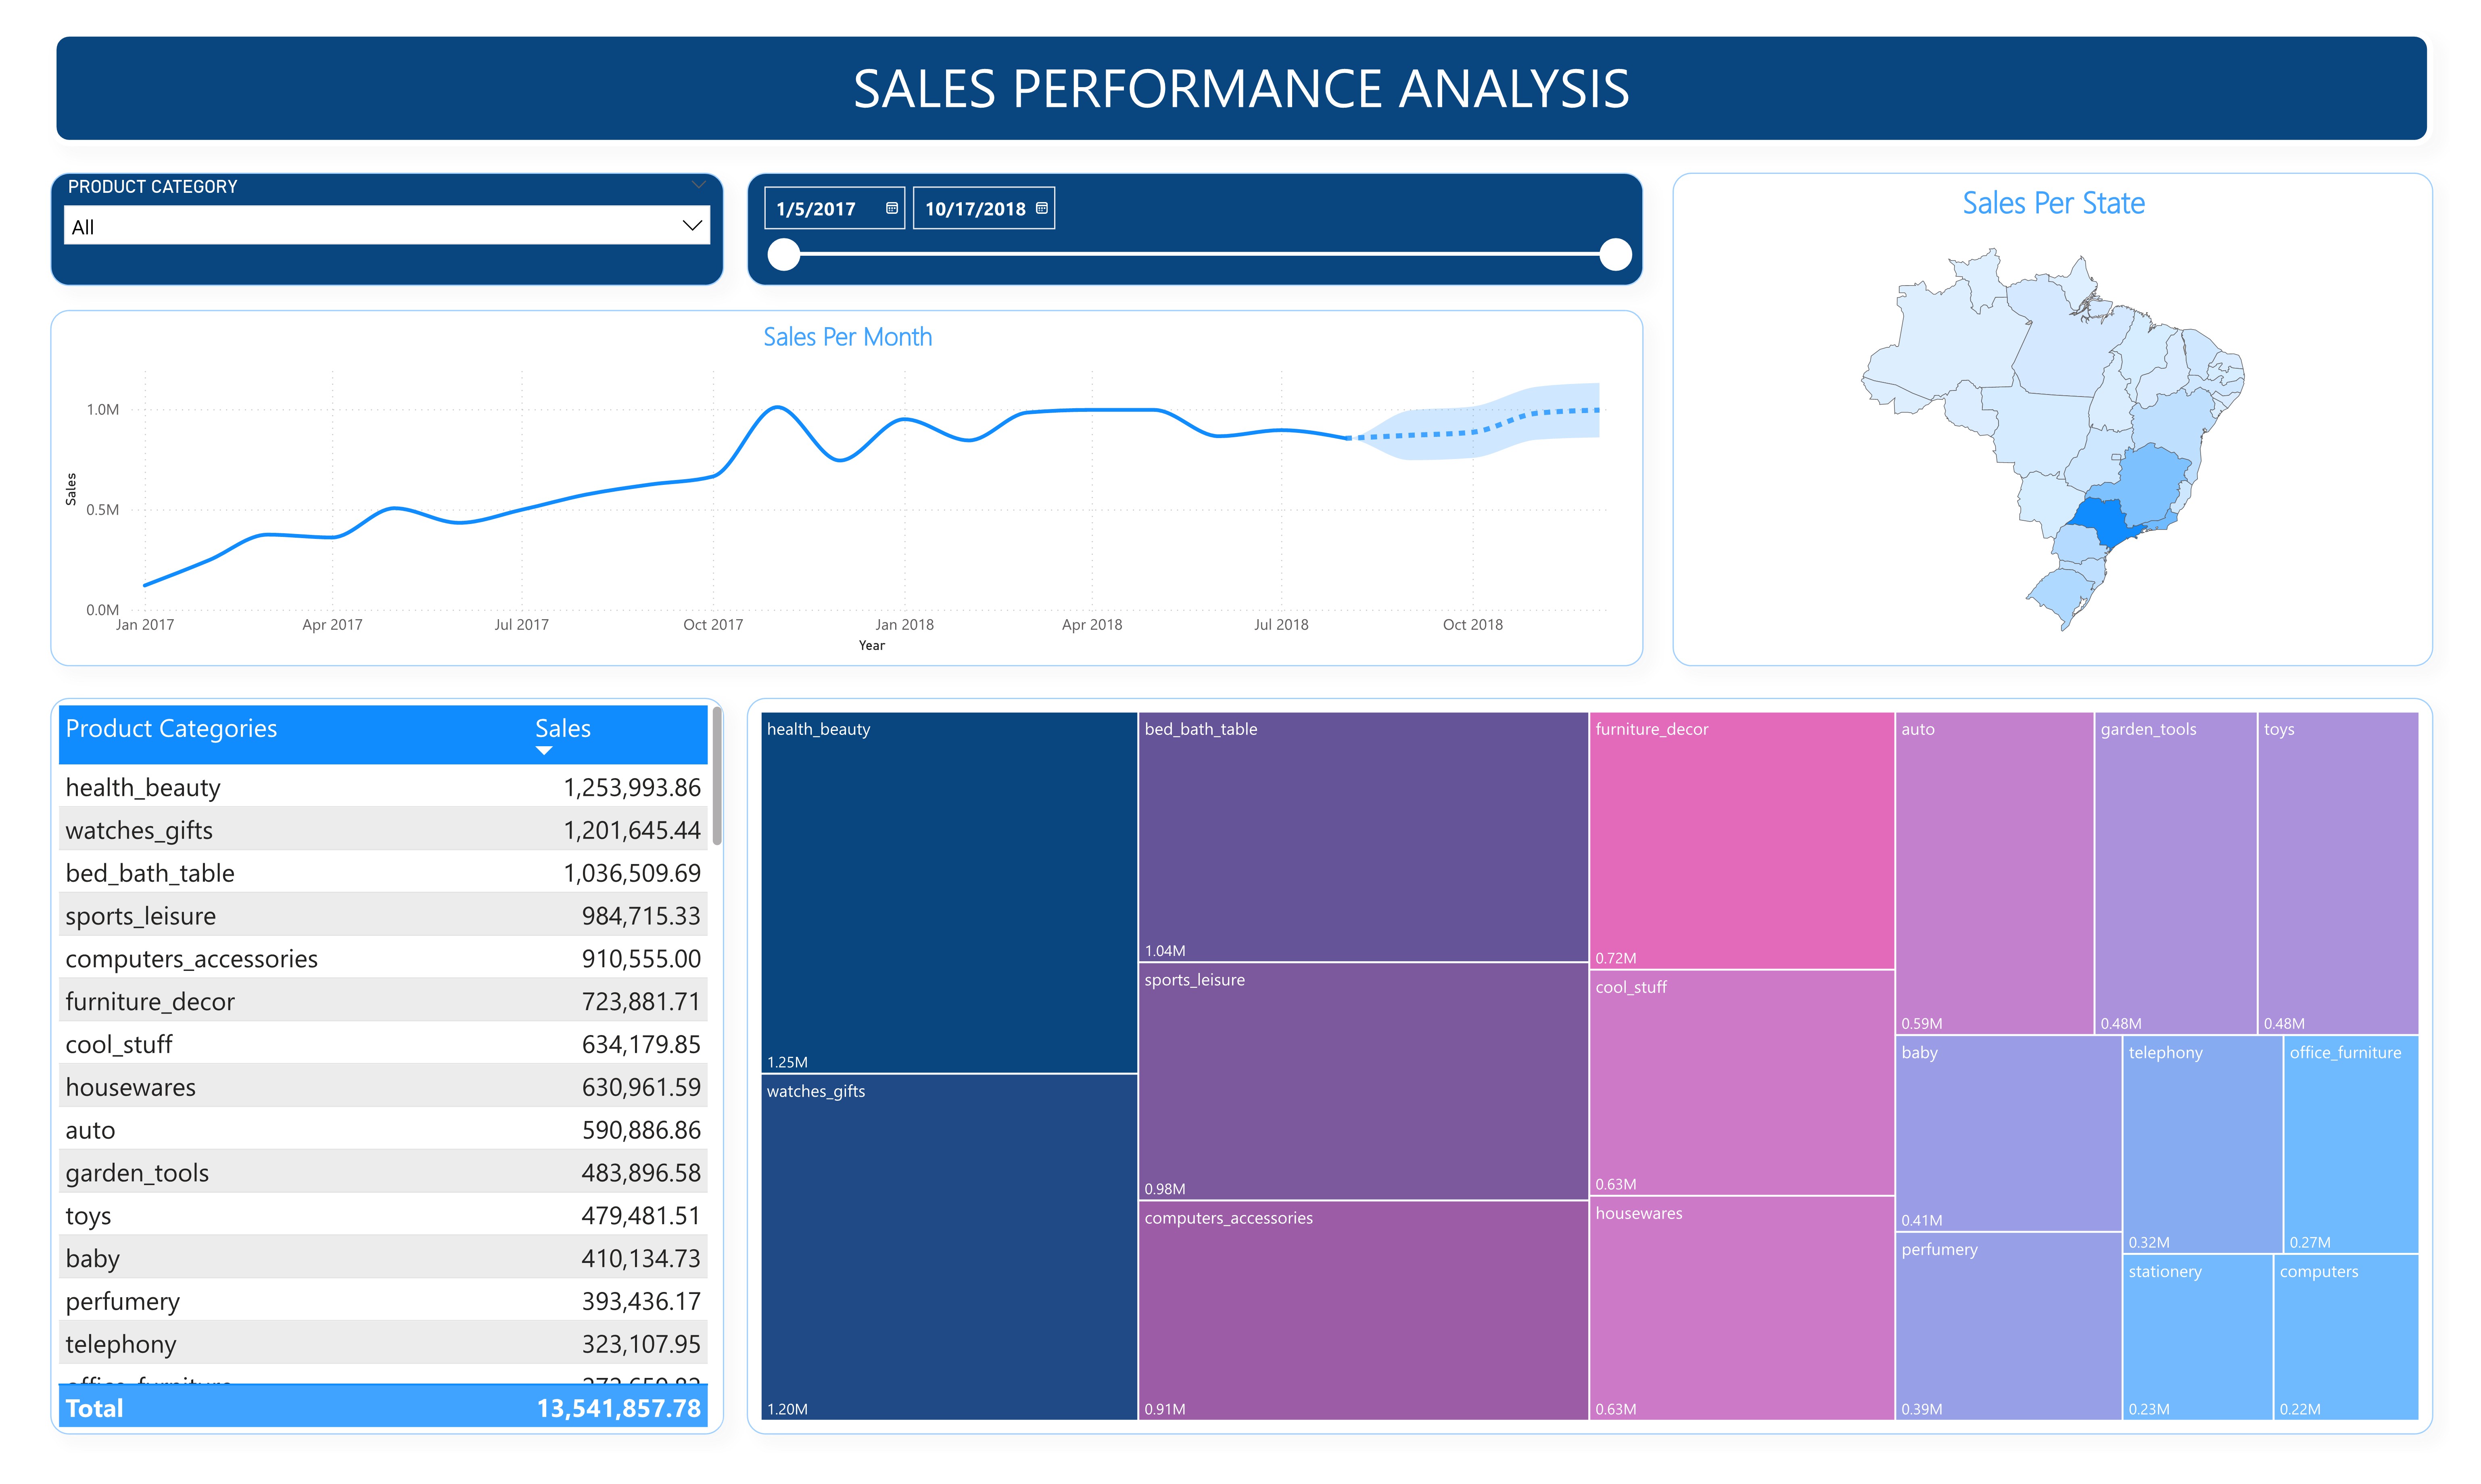 SALES PERFORMANCE ANALYSIS
PRODUCT CATEGORY
All
1/5/2017 10/17/2018
Sales Per State
Sales Per Month
1.0M
0.5M
0.0M
Sales
Jan 2017 Apr 2017 Jul 2017 Oct 2017 Jan 2018 Apr 2018 Jul 2018 Oct 2018
Year
Product Categories Sales
health_beauty 1,253,993.86
watches_gifts 1,201,645.44
bed_bath_table 1,036,509.69
sports_leisure 984,715.33
computers_accessories 910,555.00
furniture_decor 723,881.71
cool_stuff 634,179.85
housewares 630,961.59
auto 590,886.86
garden_tools 483,896.58
toys 479,481.51
baby 410,134.73
perfumery 393,436.17
telephony 323,107.95
Total 13,541,857.78
health_beauty
1.25M
watches_gifts
1.20M
bed_bath_table
1.04M
sports_leisure
0.98M
computers_accessories
0.91M
furniture_decor
0.72M
cool_stuff
0.63M
housewares
0.63M
auto
0.59M
garden_tools
0.48M
toys
0.48M
baby
0.41M
perfumery
0.39M
telephony
0.32M
office_furniture
0.27M
stationery
0.23M
computers
0.22M